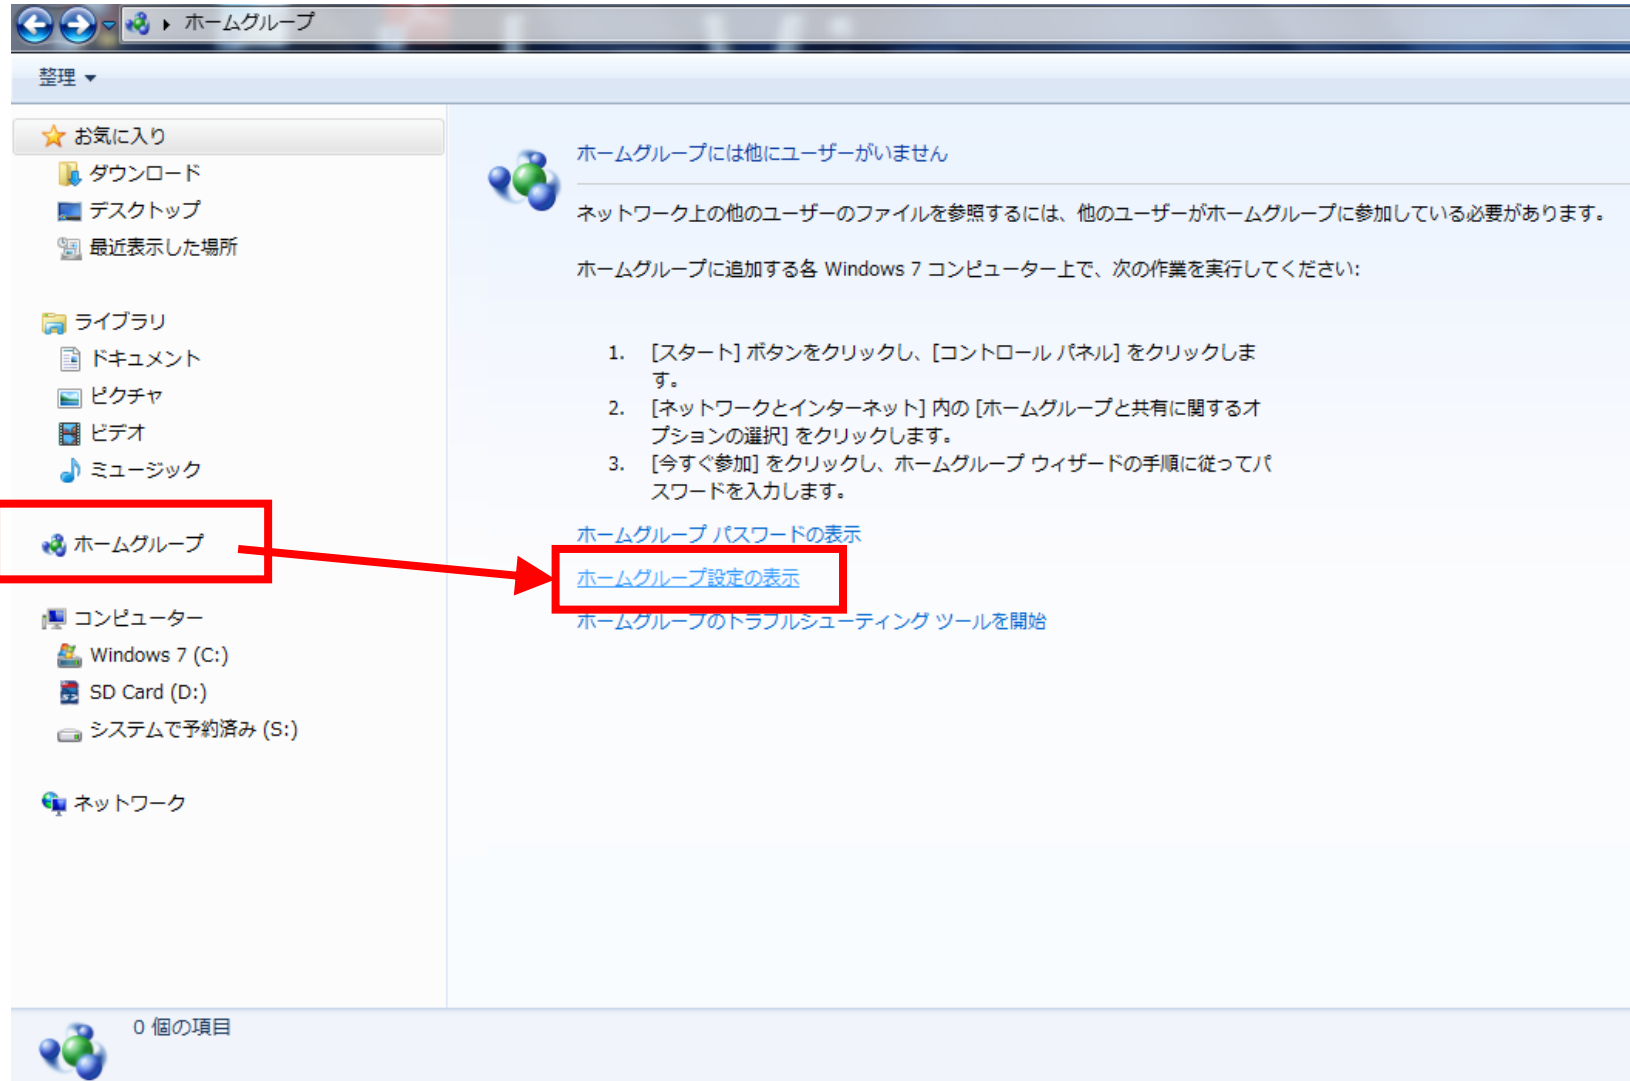 ホームグループ
整理
お気に入り
ダウンロード
デスクトップ
最近表示した場所
ライブラリ
ドキュメント
ピクチャ
ビデオ
ミュージック
ホームグループ
コンピューター
Windows 7 (C:)
SD Card (D:)
システムで予約済み (S:)
ネットワーク
ホームグループには他にユーザーがいません
ネットワーク上の他のユーザーのファイルを参照するには、他のユーザーがホームグループに参加している必要があります。
ホームグループに追加する各 Windows 7 コンピューター上で、次の作業を実行してください:
1. [スタート] ボタンをクリックし、[コントロール パネル] をクリックしま
す。
2. [ネットワークとインターネット] 内の [ホームグループと共有に関するオ
プションの選択] をクリックします。
3. [今すぐ参加] をクリックし、ホームグループ ウィザードの手順に従ってパ
スワードを入力します。
ホームグループ パスワードの表示
ホームグループ設定の表示
ホームグループのトラブルシューティング ツールを開始
0 個の項目